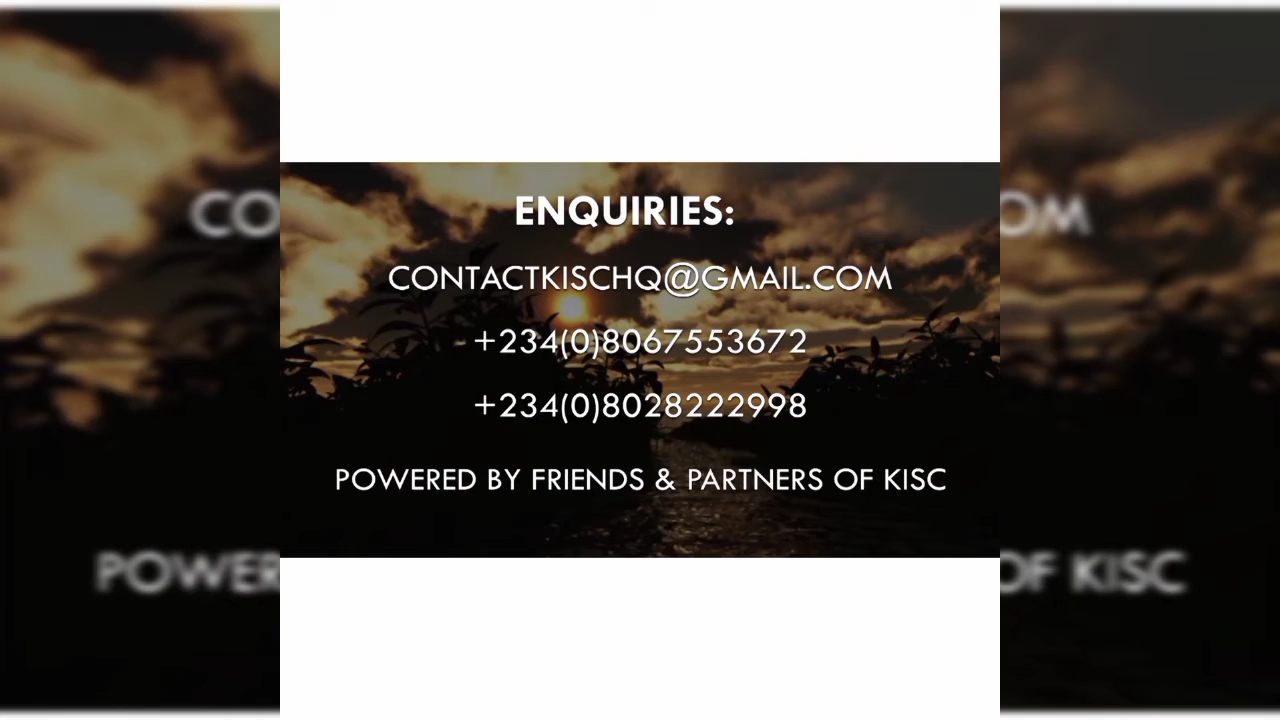 ENQUIRIES:
CONTACTKISCHQ@GMAIL.COM
+234(0)8067553672
+234(0)8028222998
POWERED BY FRIENDS & PARTNERS OF KISC